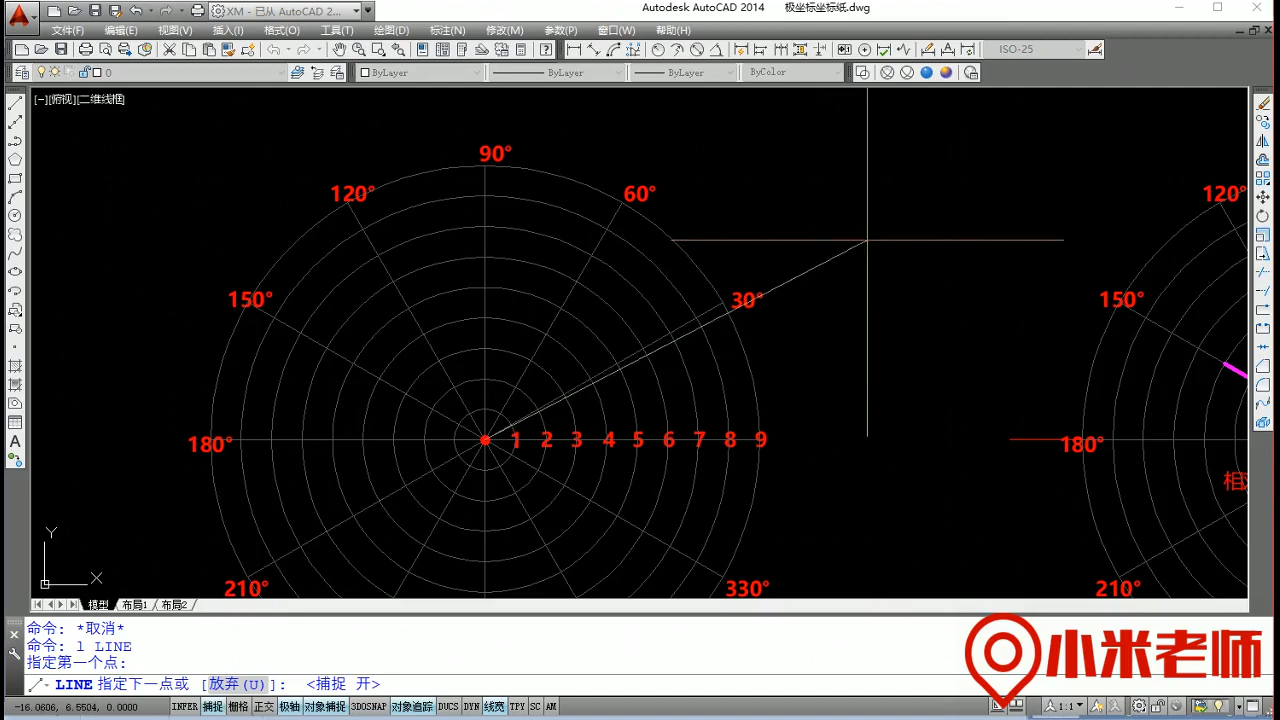 XM - 已从 AutoCAD 2...
Autodesk AutoCAD 2014 极坐标坐标纸.dwg
文件(F) 编辑(E) 视图(V) 插入(I) 格式(O) 工具(T) 绘图(D) 标注(N) 修改(M) 参数(P) 窗口(W) 帮助(H)
ISO-25
0 ByLayer ByLayer ByLayer ByColor
[-][俯视][二维线框]
90°
120° 60° 120°
150° 30° 150°
180° 1 2 3 4 5 6 7 8 9 180°
相
Y
X
210° 330° 210°
模型 布局1 布局2
命令: *取消*
命令: l LINE
指定第一个点:
LINE 指定下一点或 [放弃(U)]: <捕捉 开>
小米老师
-16.0606, 6.5504, 0.0000 INFER 捕捉 栅格 正交 极轴 对象捕捉 3DOSNAP 对象追踪 DUCS DYN 线宽 TPY SC AM 1:1